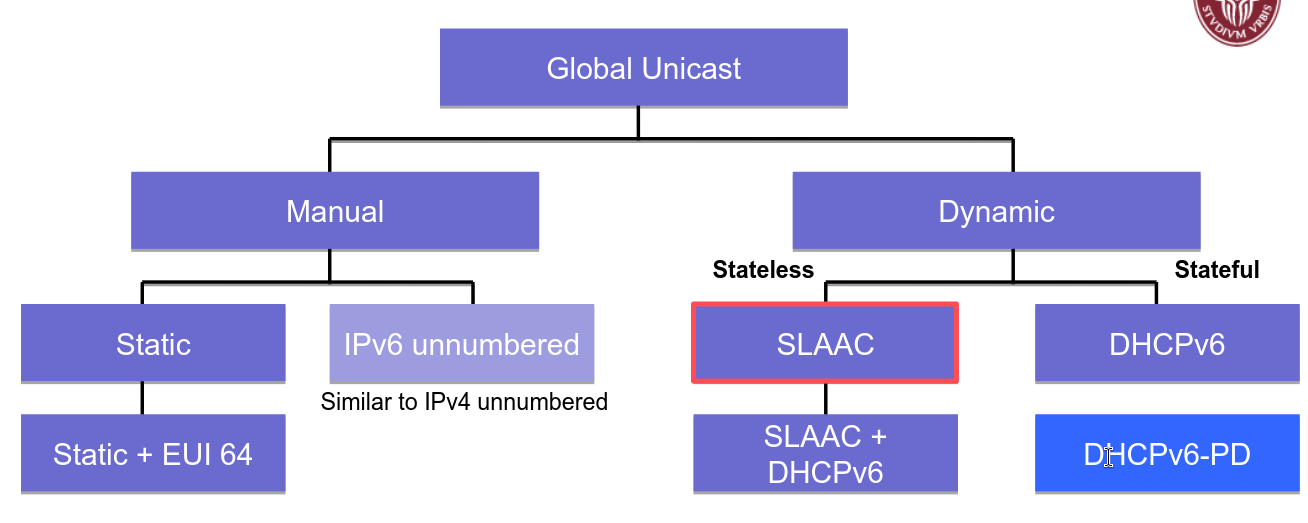 STVDIVM VRBIS
Global Unicast
Manual
Dynamic
Stateless
Stateful
Static
IPv6 unnumbered
SLAAC
DHCPv6
Similar to IPv4 unnumbered
Static + EUI 64
SLAAC +
DHCPv6
DHCPv6-PD